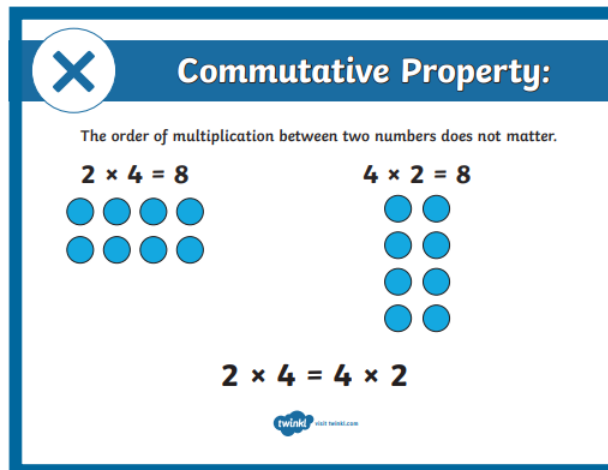 Commutative Property:
The order of multiplication between two numbers does not matter.
2 × 4 = 8
4 × 2 = 8
2 × 4 = 4 × 2
twinkl visit twinkl.com